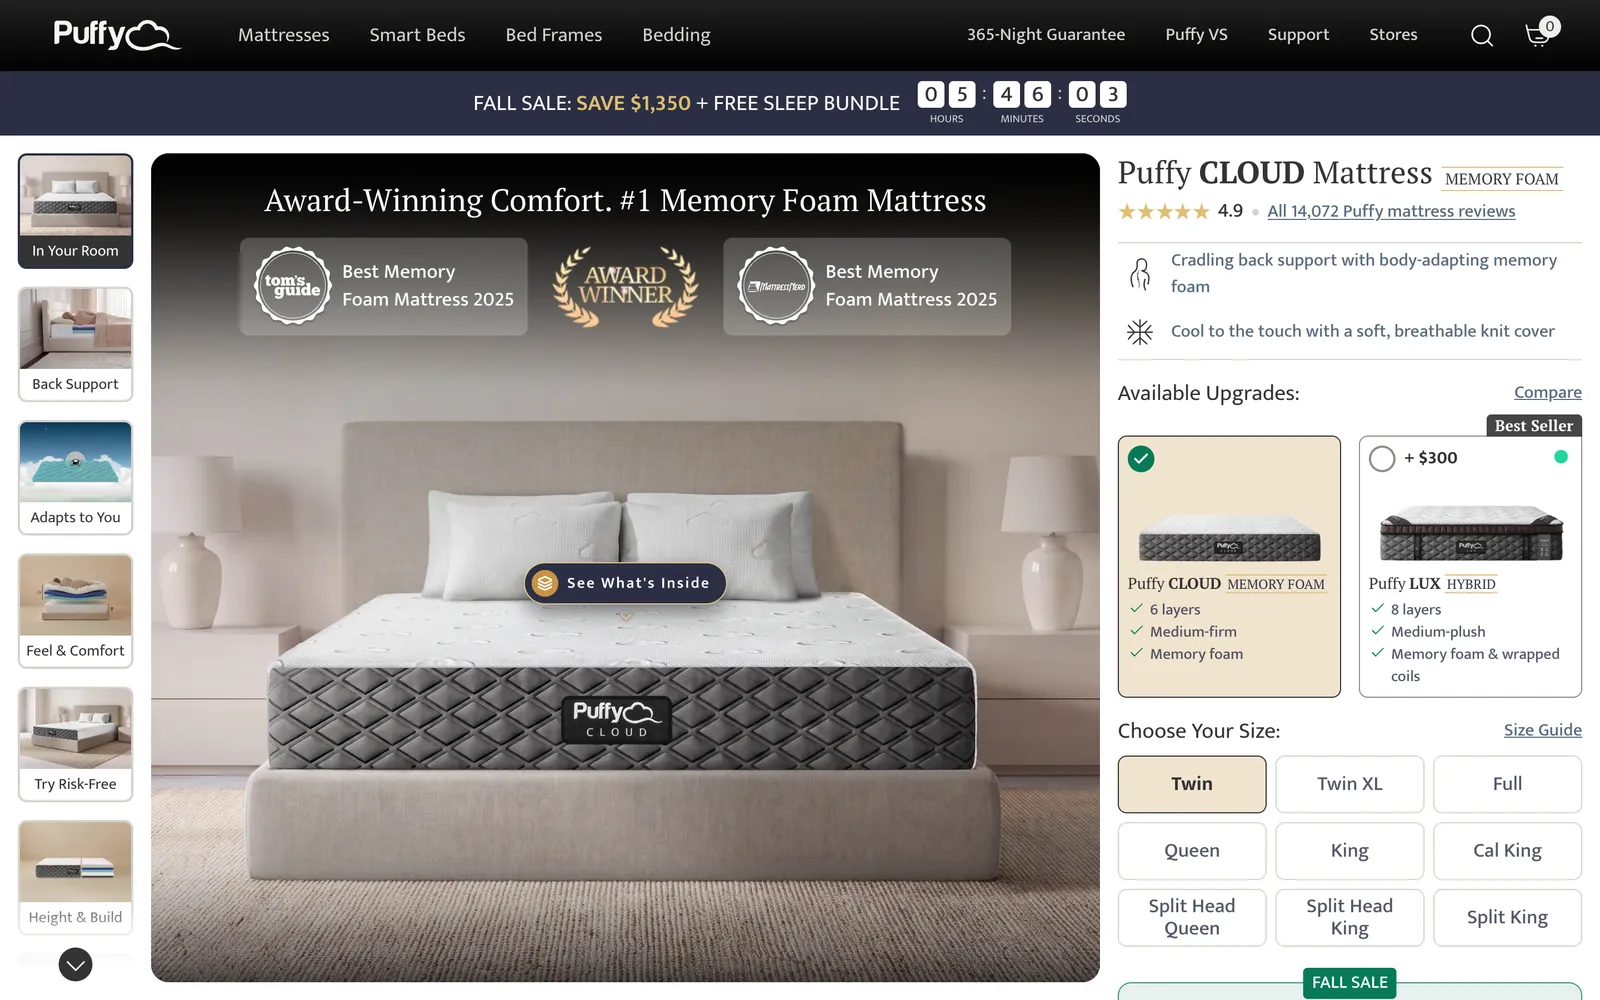 Puffy
Mattresses
Smart Beds
Bed Frames
Bedding
365-Night Guarantee
Puffy VS
Support
Stores
0
FALL SALE: SAVE $1,350 + FREE SLEEP BUNDLE
0 5 : 4 6 : 0 3
HOURS MINUTES SECONDS
In Your Room
Back Support
Adapts to You
Feel & Comfort
Try Risk-Free
Height & Build
Award-Winning Comfort. #1 Memory Foam Mattress
tom's guide
Best Memory
Foam Mattress 2025
AWARD
WINNER
MATTRESSNERD
Best Memory
Foam Mattress 2025
See What's Inside
Puffy
CLOUD
Puffy CLOUD Mattress MEMORY FOAM
4.9 All 14,072 Puffy mattress reviews
Cradling back support with body-adapting memory
foam
Cool to the touch with a soft, breathable knit cover
Available Upgrades:
Compare
Best Seller
+ $300
Puffy CLOUD MEMORY FOAM
6 layers
Medium-firm
Memory foam
Puffy LUX HYBRID
8 layers
Medium-plush
Memory foam & wrapped
coils
Choose Your Size:
Size Guide
Twin
Twin XL
Full
Queen
King
Cal King
Split Head
Queen
Split Head
King
Split King
FALL SALE